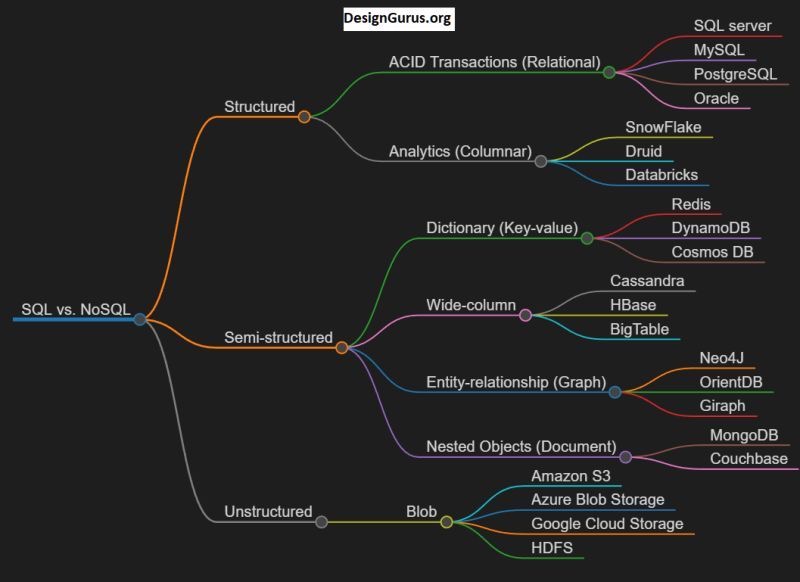 DesignGurus.org
SQL vs. NoSQL
Structured
ACID Transactions (Relational)
SQL server
MySQL
PostgreSQL
Oracle
Analytics (Columnar)
SnowFlake
Druid
Databricks
Semi-structured
Dictionary (Key-value)
Redis
DynamoDB
Cosmos DB
Wide-column
Cassandra
HBase
BigTable
Entity-relationship (Graph)
Neo4J
OrientDB
Giraph
Nested Objects (Document)
MongoDB
Couchbase
Unstructured
Blob
Amazon S3
Azure Blob Storage
Google Cloud Storage
HDFS